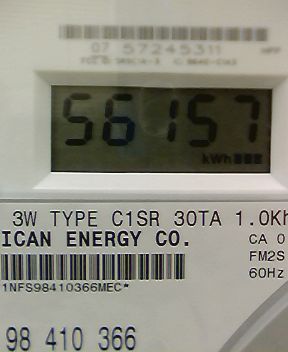 07 57245311
56157
kWh
3W TYPE C1SR 30TA 1.0Kh
ICAN ENERGY CO.
CA 0
FM2S
60Hz
1NFS98410366MEC*
98 410 366